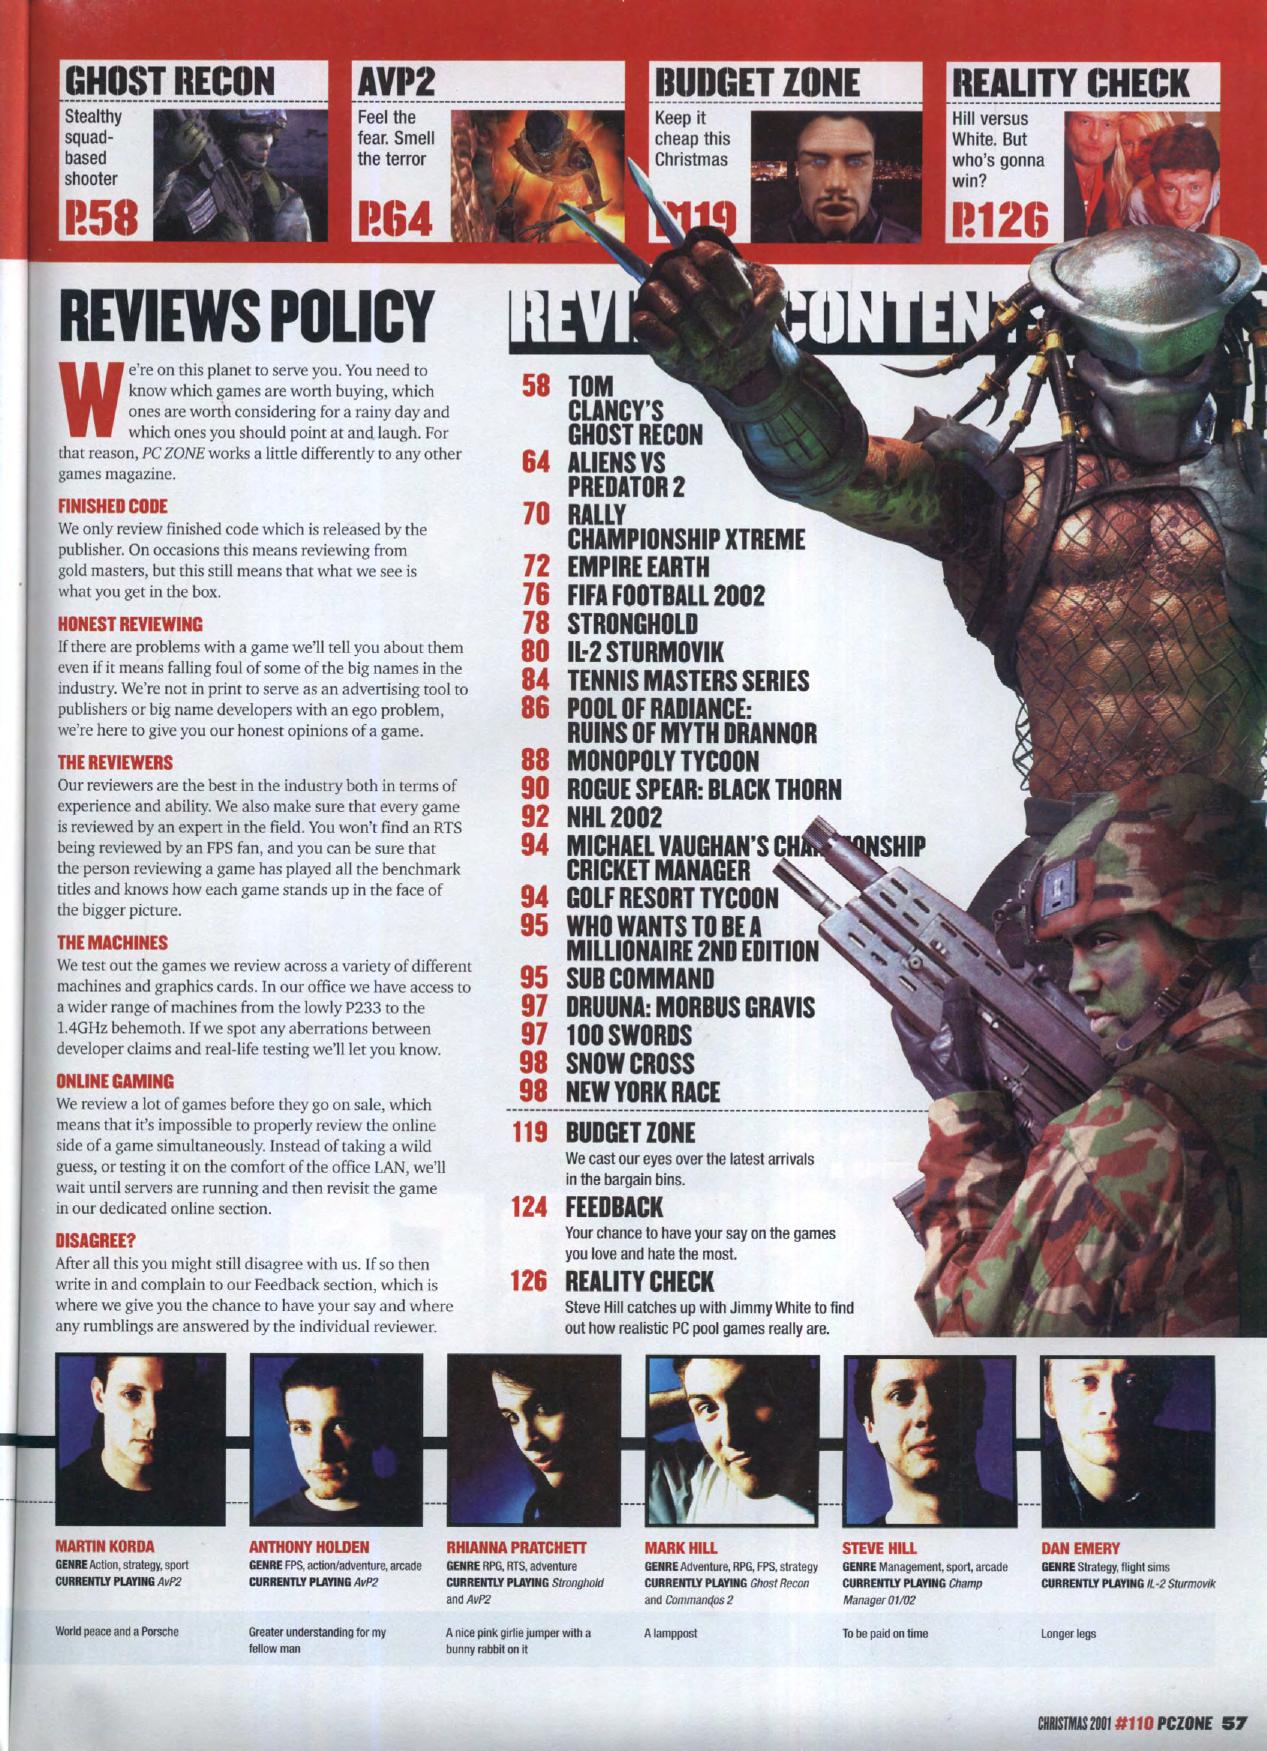 GHOST RECON
Stealthy
squad-
based
shooter
P.58
AVP2
Feel the
fear. Smell
the terror
P.64
BUDGET ZONE
Keep it
cheap this
Christmas
119
REALITY CHECK
Hill versus
White. But
who's gonna
win?
P.126
REVIEWS POLICY
We're on this planet to serve you. You need to
know which games are worth buying, which
ones are worth considering for a rainy day and
which ones you should point at and laugh. For
that reason, PC ZONE works a little differently to any other
games magazine.
FINISHED CODE
We only review finished code which is released by the
publisher. On occasions this means reviewing from
gold masters, but this still means that what we see is
what you get in the box.
HONEST REVIEWING
If there are problems with a game we'll tell you about them
even if it means falling foul of some of the big names in the
industry. We're not in print to serve as an advertising tool to
publishers or big name developers with an ego problem,
we're here to give you our honest opinions of a game.
THE REVIEWERS
Our reviewers are the best in the industry both in terms of
experience and ability. We also make sure that every game
is reviewed by an expert in the field. You won't find an RTS
being reviewed by an FPS fan, and you can be sure that
the person reviewing a game has played all the benchmark
titles and knows how each game stands up in the face of
the bigger picture.
THE MACHINES
We test out the games we review across a variety of different
machines and graphics cards. In our office we have access to
a wider range of machines from the lowly P233 to the
1.4GHz behemoth. If we spot any aberrations between
developer claims and real-life testing we'll let you know.
ONLINE GAMING
We review a lot of games before they go on sale, which
means that it's impossible to properly review the online
side of a game simultaneously. Instead of taking a wild
guess, or testing it on the comfort of the office LAN, we'll
wait until servers are running and then revisit the game
in our dedicated online section.
DISAGREE?
After all this you might still disagree with us. If so then
write in and complain to our Feedback section, which is
where we give you the chance to have your say and where
any rumblings are answered by the individual reviewer.
REVI CONTEN
58 TOM
CLANCY'S
GHOST RECON
64 ALIENS VS
PREDATOR 2
70 RALLY
CHAMPIONSHIP XTREME
72 EMPIRE EARTH
76 FIFA FOOTBALL 2002
78 STRONGHOLD
80 IL-2 STURMOVIK
84 TENNIS MASTERS SERIES
86 POOL OF RADIANCE:
RUINS OF MYTH DRANNOR
88 MONOPOLY TYCOON
90 ROGUE SPEAR: BLACK THORN
92 NHL 2002
94 MICHAEL VAUGHAN'S CHAMPIONSHIP
CRICKET MANAGER
94 GOLF RESORT TYCOON
95 WHO WANTS TO BE A
MILLIONAIRE 2ND EDITION
95 SUB COMMAND
97 DRUUNA: MORBUS GRAVIS
97 100 SWORDS
98 SNOW CROSS
98 NEW YORK RACE
119 BUDGET ZONE
We cast our eyes over the latest arrivals
in the bargain bins.
124 FEEDBACK
Your chance to have your say on the games
you love and hate the most.
126 REALITY CHECK
Steve Hill catches up with Jimmy White to find
out how realistic PC pool games really are.
MARTIN KORDA
GENRE Action, strategy, sport
CURRENTLY PLAYING AvP2
World peace and a Porsche
ANTHONY HOLDEN
GENRE FPS, action/adventure, arcade
CURRENTLY PLAYING AvP2
Greater understanding for my
fellow man
RHIANNA PRATCHETT
GENRE RPG, RTS, adventure
CURRENTLY PLAYING Stronghold
and AvP2
A nice pink girlie jumper with a
bunny rabbit on it
MARK HILL
GENRE Adventure, RPG, FPS, strategy
CURRENTLY PLAYING Ghost Recon
and Commandos 2
A lamppost
STEVE HILL
GENRE Management, sport, arcade
CURRENTLY PLAYING Champ
Manager 01/02
To be paid on time
DAN EMERY
GENRE Strategy, flight sims
CURRENTLY PLAYING IL-2 Sturmovik
Longer legs
CHRISTMAS 2001 #110 PCZONE 57